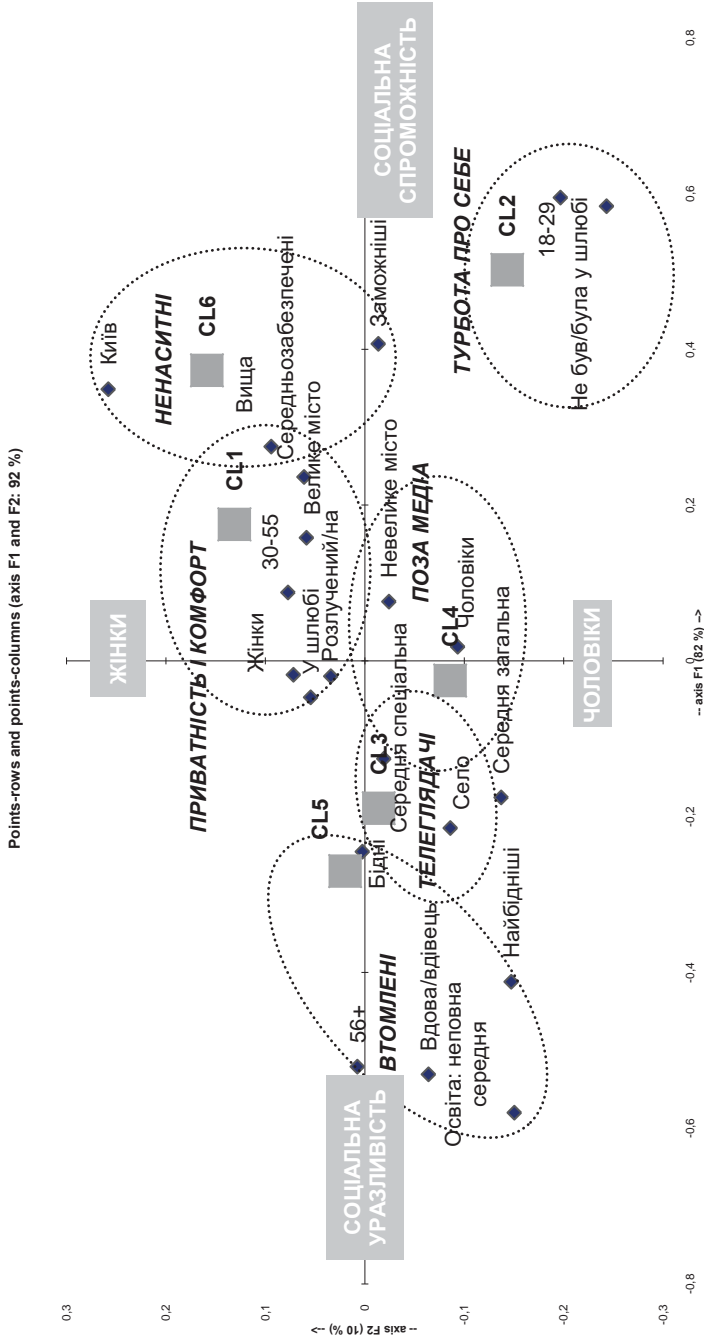 Points-rows and points-columns (axis F1 and F2: 92 %)
ЖІНКИ
НЕНАСИТНІ
Київ
CL6
Вища
ПРИВАТНІСТЬ І КОМФОРТ
CL1
30-55
Середньозабезпечені
Велике місто
Жінки
У шлюбі
Розлучений/на
СОЦІАЛЬНА
СПРОМОЖНІСТЬ
Заможніші
CL5
Бідні
ВТОМЛЕНІ
56+
СОЦІАЛЬНА
УРАЗЛИВІСТЬ
Вдова/вдівець
Освіта: неповна
середня
Найбідніші
CL3
Середня спеціальна
ТЕЛЕГЛЯДАЧІ
Село
Середня загальна
Невелике місто
ПОЗА МЕДІА
CL4
Чоловіки
ТУРБОТА ПРО СЕБЕ
CL2
18-29
Не був/була у шлюбі
ЧОЛОВІКИ
0,3
0,2
0,1
0
-0,1
-0,2
-0,3
-- axis F2 (10 %) -->
-0,8
-0,6
-0,4
-0,2
0
0,2
0,4
0,6
0,8
-- axis F1 (82 %) -->